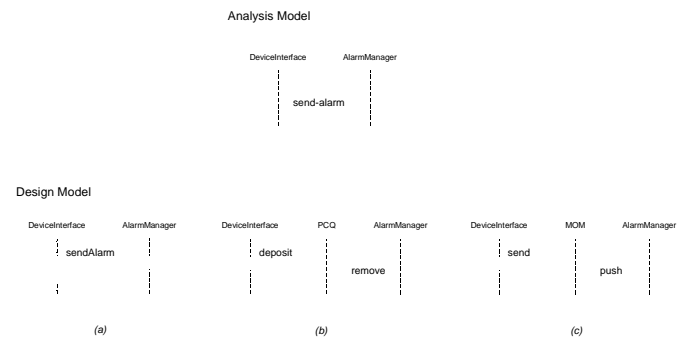 Analysis Model
DeviceInterface AlarmManager
send-alarm
Design Model
DeviceInterface AlarmManager DeviceInterface PCQ AlarmManager DeviceInterface MOM AlarmManager
sendAlarm deposit send
remove push
(a) (b) (c)